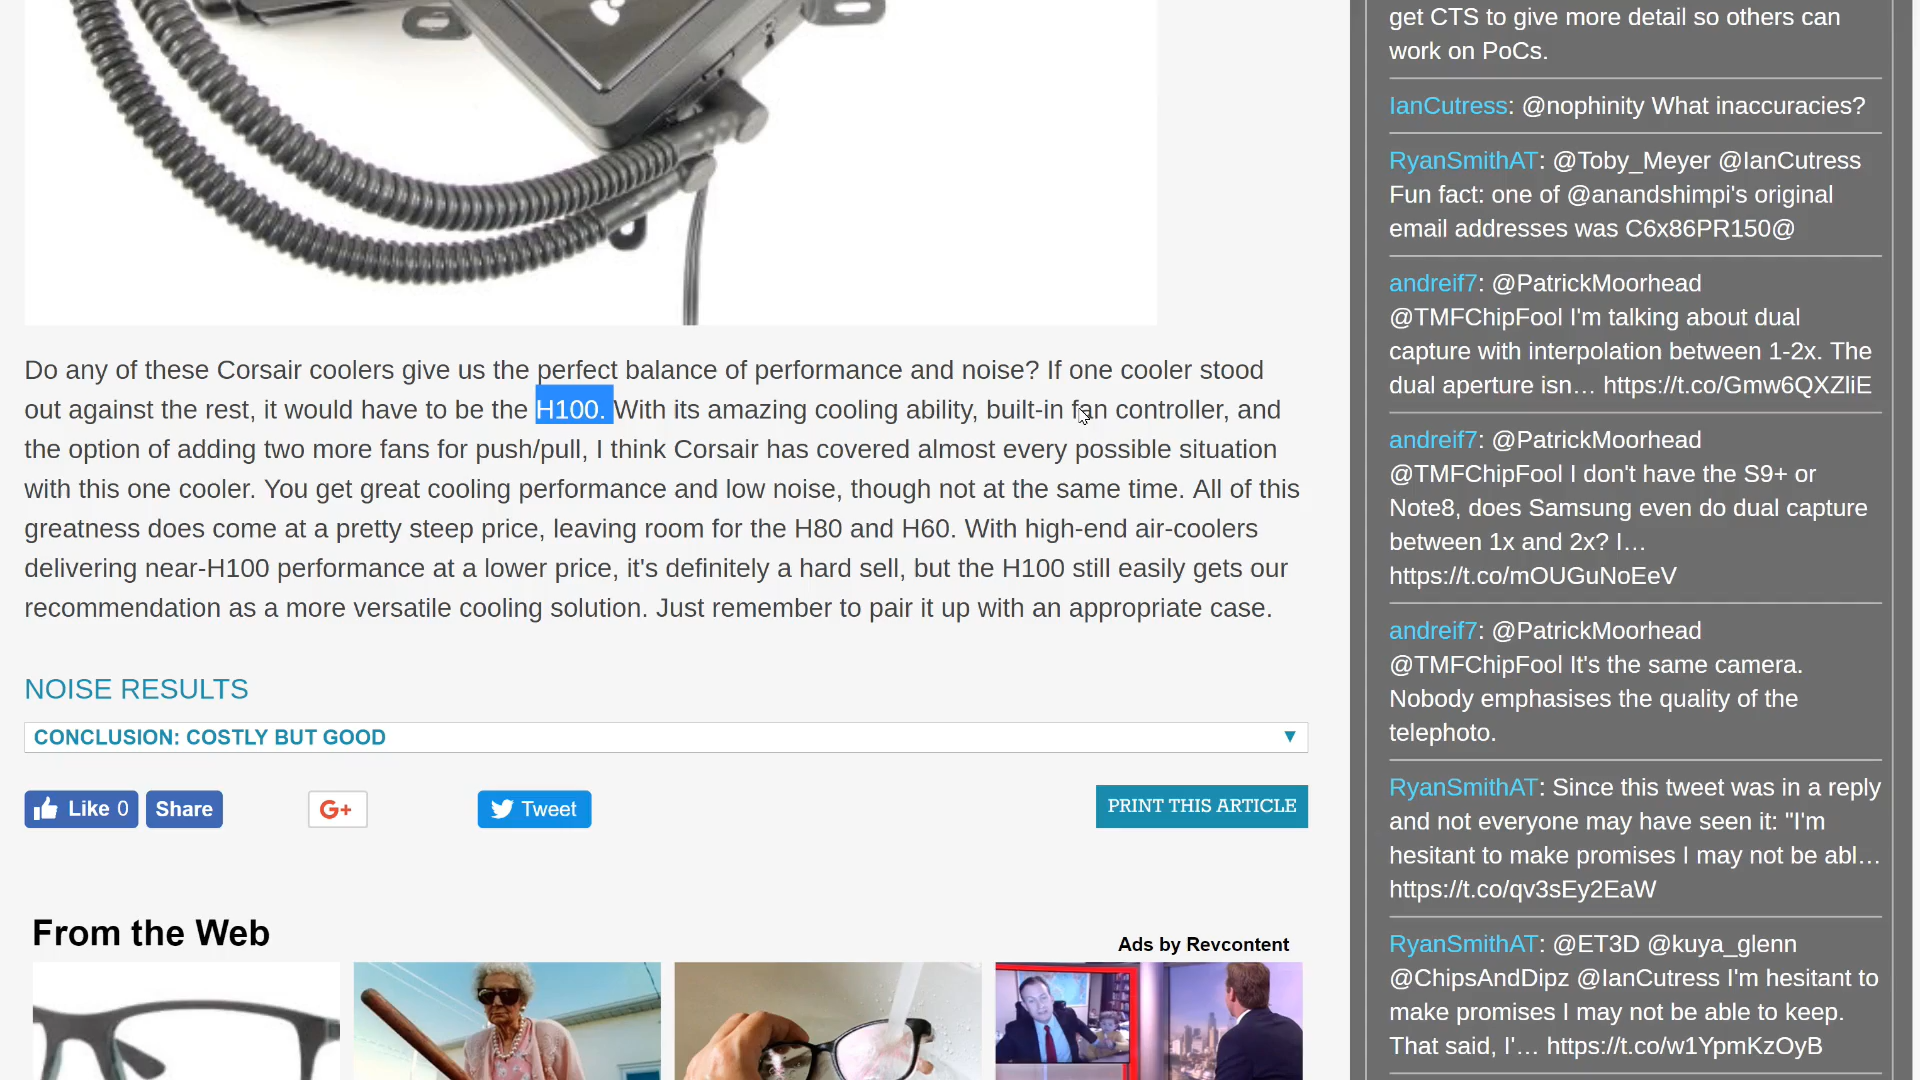 Do any of these Corsair coolers give us the perfect balance of performance and noise? If one cooler stood
out against the rest, it would have to be the H100. With its amazing cooling ability, built-in fan controller, and
the option of adding two more fans for push/pull, I think Corsair has covered almost every possible situation
with this one cooler. You get great cooling performance and low noise, though not at the same time. All of this
greatness does come at a pretty steep price, leaving room for the H80 and H60. With high-end air-coolers
delivering near-H100 performance at a lower price, it's definitely a hard sell, but the H100 still easily gets our
recommendation as a more versatile cooling solution. Just remember to pair it up with an appropriate case.
NOISE RESULTS
CONCLUSION: COSTLY BUT GOOD
Like 0
Share
G+
Tweet
PRINT THIS ARTICLE
From the Web
Ads by Revcontent
get CTS to give more detail so others can
work on PoCs.
IanCutress: @nophinity What inaccuracies?
RyanSmithAT: @Toby_Meyer @IanCutress
Fun fact: one of @anandshimpi's original
email addresses was C6x86PR150@
andreif7: @PatrickMoorhead
@TMFChipFool I'm talking about dual
capture with interpolation between 1-2x. The
dual aperture isn… https://t.co/Gmw6QXZliE
andreif7: @PatrickMoorhead
@TMFChipFool I don't have the S9+ or
Note8, does Samsung even do dual capture
between 1x and 2x? I…
https://t.co/mOUGuNoEeV
andreif7: @PatrickMoorhead
@TMFChipFool It's the same camera.
Nobody emphasises the quality of the
telephoto.
RyanSmithAT: Since this tweet was in a reply
and not everyone may have seen it: "I'm
hesitant to make promises I may not be abl…
https://t.co/qv3sEy2EaW
RyanSmithAT: @ET3D @kuya_glenn
@ChipsAndDipz @IanCutress I'm hesitant to
make promises I may not be able to keep.
That said, I'… https://t.co/w1YpmKzOyB